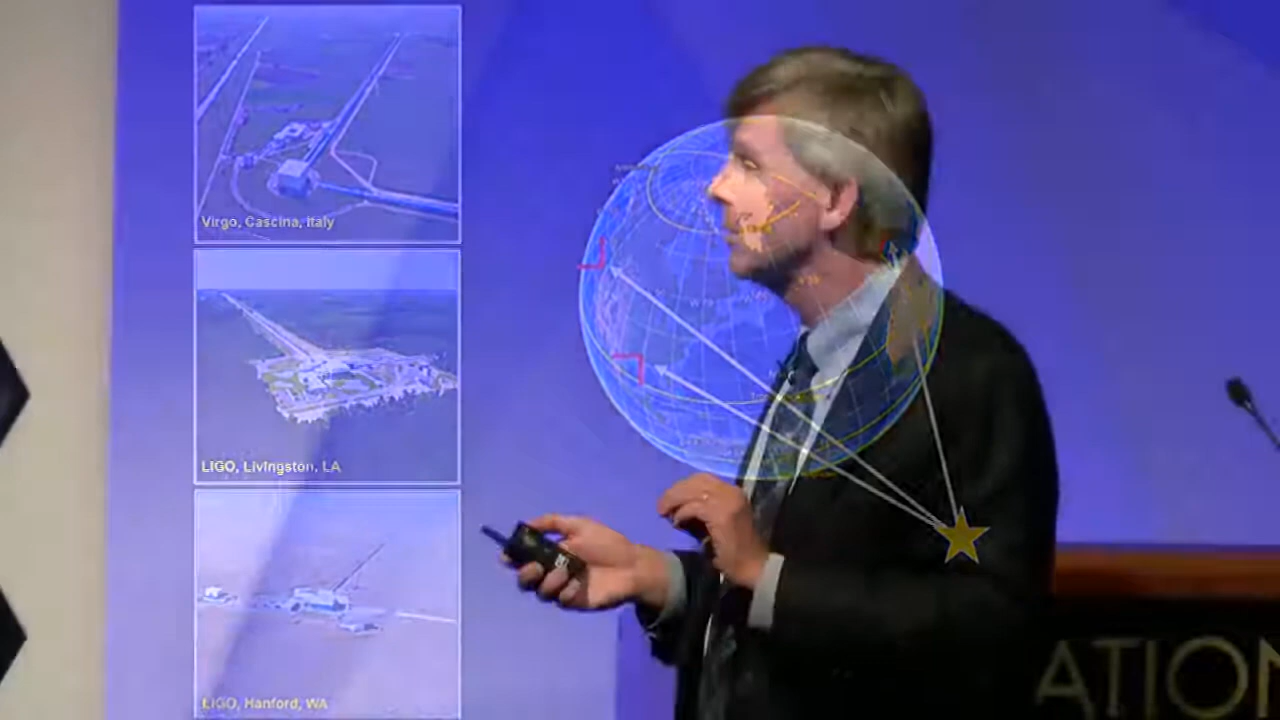 Virgo, Cascina, Italy
LIGO, Livingston, LA
LIGO, Hanford, WA
ATION